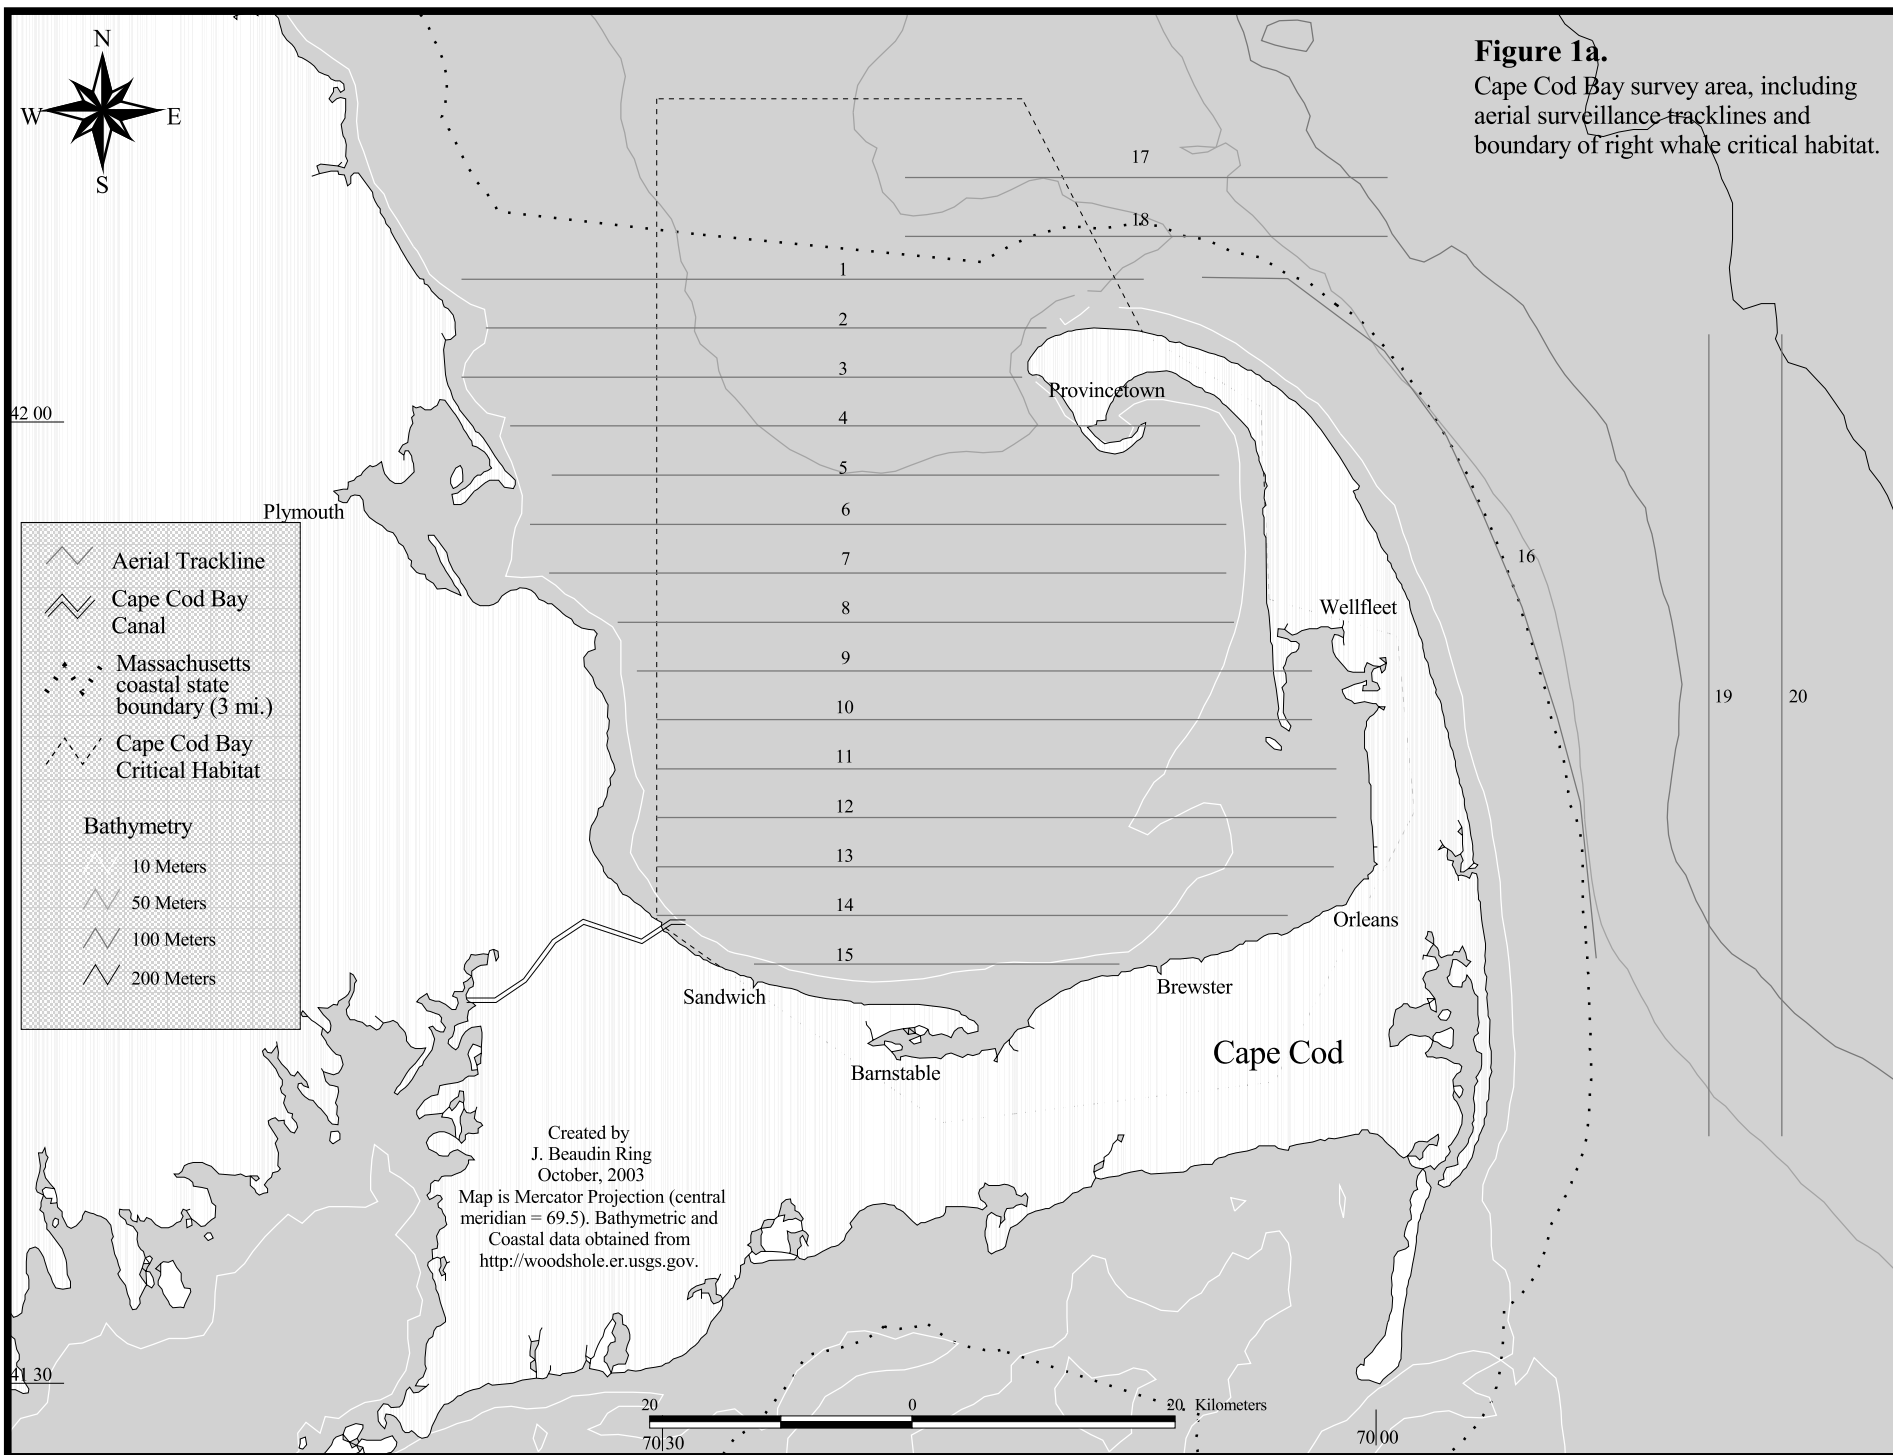 Figure 1a.
Cape Cod Bay survey area, including
aerial surveillance tracklines and
boundary of right whale critical habitat.
N
W
E
S
17
18
1
2
3
4
5
6
7
8
9
10
11
12
13
14
15
16
19
20
42 00
41 30
70 30
70 00
Provincetown
Plymouth
Wellfleet
Orleans
Brewster
Sandwich
Barnstable
Cape Cod
Aerial Trackline
Cape Cod Bay
Canal
Massachusetts
coastal state
boundary (3 mi.)
Cape Cod Bay
Critical Habitat
Bathymetry
10 Meters
50 Meters
100 Meters
200 Meters
Created by
J. Beaudin Ring
October, 2003
Map is Mercator Projection (central
meridian = 69.5). Bathymetric and
Coastal data obtained from
http://woodshole.er.usgs.gov.
20 0 20 Kilometers